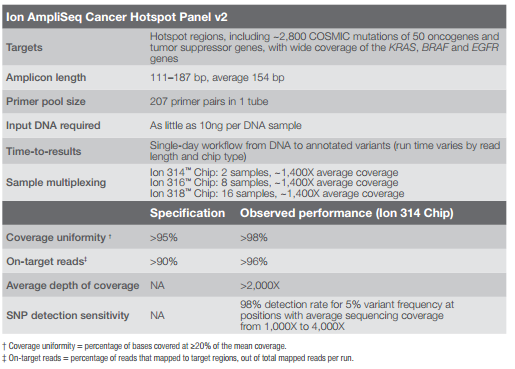 Ion AmpliSeq Cancer Hotspot Panel v2
Targets
Hotspot regions, including ~2,800 COSMIC mutations of 50 oncogenes and
tumor suppressor genes, with wide coverage of the KRAS, BRAF and EGFR
genes
Amplicon length
111–187 bp, average 154 bp
Primer pool size
207 primer pairs in 1 tube
Input DNA required
As little as 10ng per DNA sample
Time-to-results
Single-day workflow from DNA to annotated variants (run time varies by read
length and chip type)
Sample multiplexing
Ion 314™ Chip: 2 samples, ~1,400X average coverage
Ion 316™ Chip: 8 samples, ~1,400X average coverage
Ion 318™ Chip: 16 samples, ~1,400X average coverage
Specification Observed performance (Ion 314 Chip)
Coverage uniformity † >95% >98%
On-target reads‡ >90% >96%
Average depth of coverage NA >2,000X
SNP detection sensitivity NA
98% detection rate for 5% variant frequency at
positions with average sequencing coverage
from 1,000X to 4,000X
† Coverage uniformity = percentage of bases covered at ≥20% of the mean coverage.
‡ On-target reads = percentage of reads that mapped to target regions, out of total mapped reads per run.